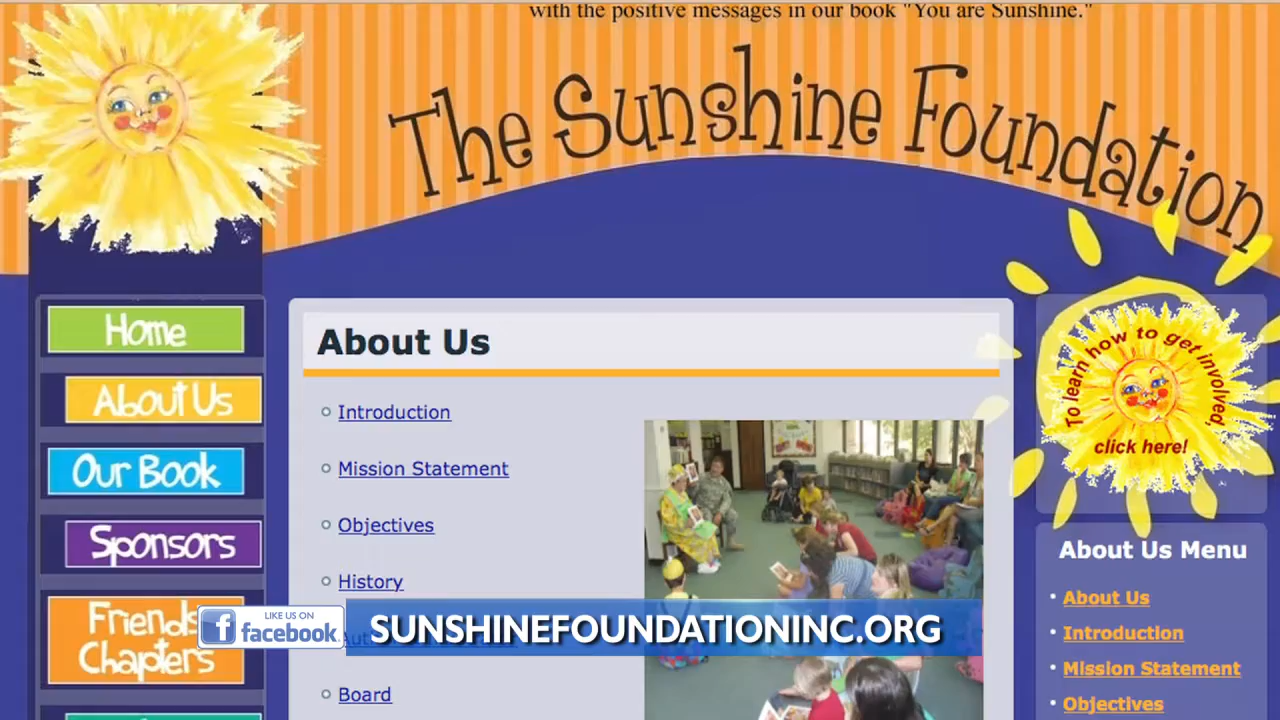 with the positive messages in our book "You are Sunshine."
The Sunshine Foundation
Home
About Us
Our Book
Sponsors
Friends
Chapters
About Us
Introduction
Mission Statement
Objectives
History
Board
To learn how to get involved,
click here!
About Us Menu
About Us
Introduction
Mission Statement
Objectives
LIKE US ON
facebook.
SUNSHINEFOUNDATIONINC.ORG